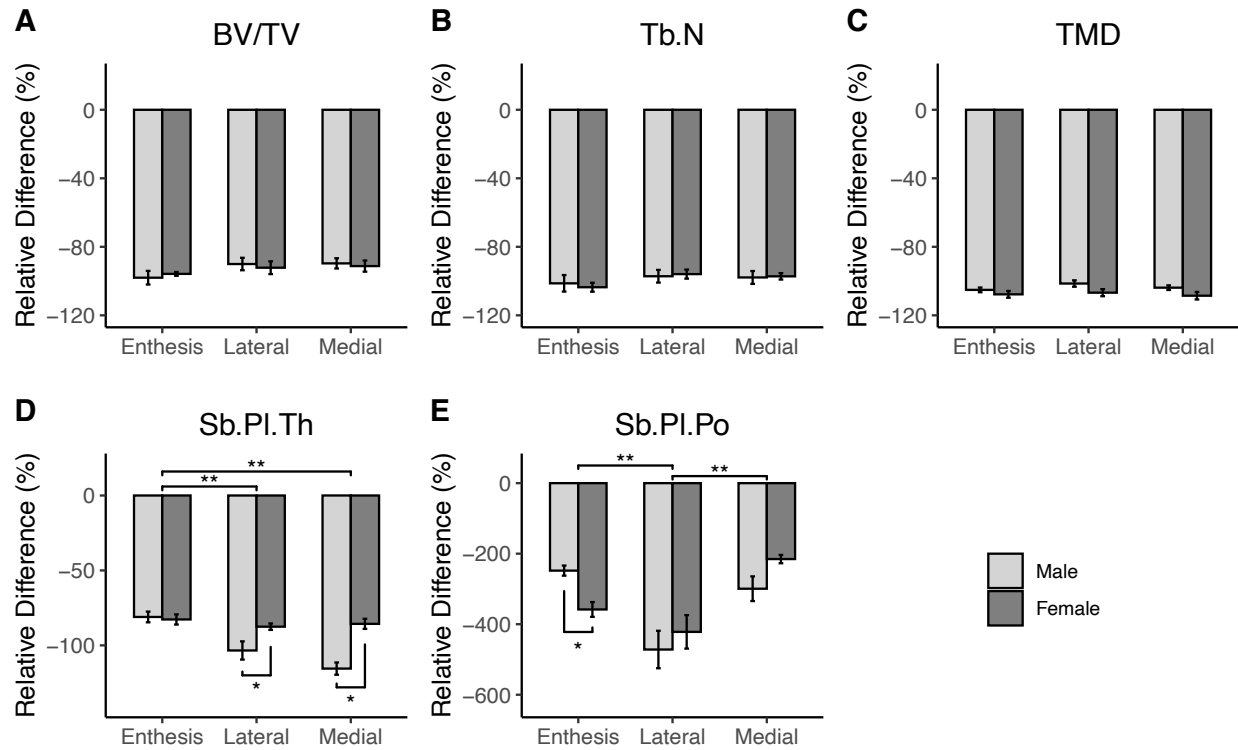 A
BV/TV
Relative Difference (%)
0
−40
−80
−120
Enthesis Lateral Medial
B
Tb.N
Relative Difference (%)
0
−40
−80
−120
Enthesis Lateral Medial
C
TMD
Relative Difference (%)
0
−40
−80
−120
Enthesis Lateral Medial
D
Sb.Pl.Th
Relative Difference (%)
**
**
0
−50
−100
*
*
Enthesis Lateral Medial
E
Sb.Pl.Po
Relative Difference (%)
**
**
0
−200
−400
−600
*
Enthesis Lateral Medial
Male
Female